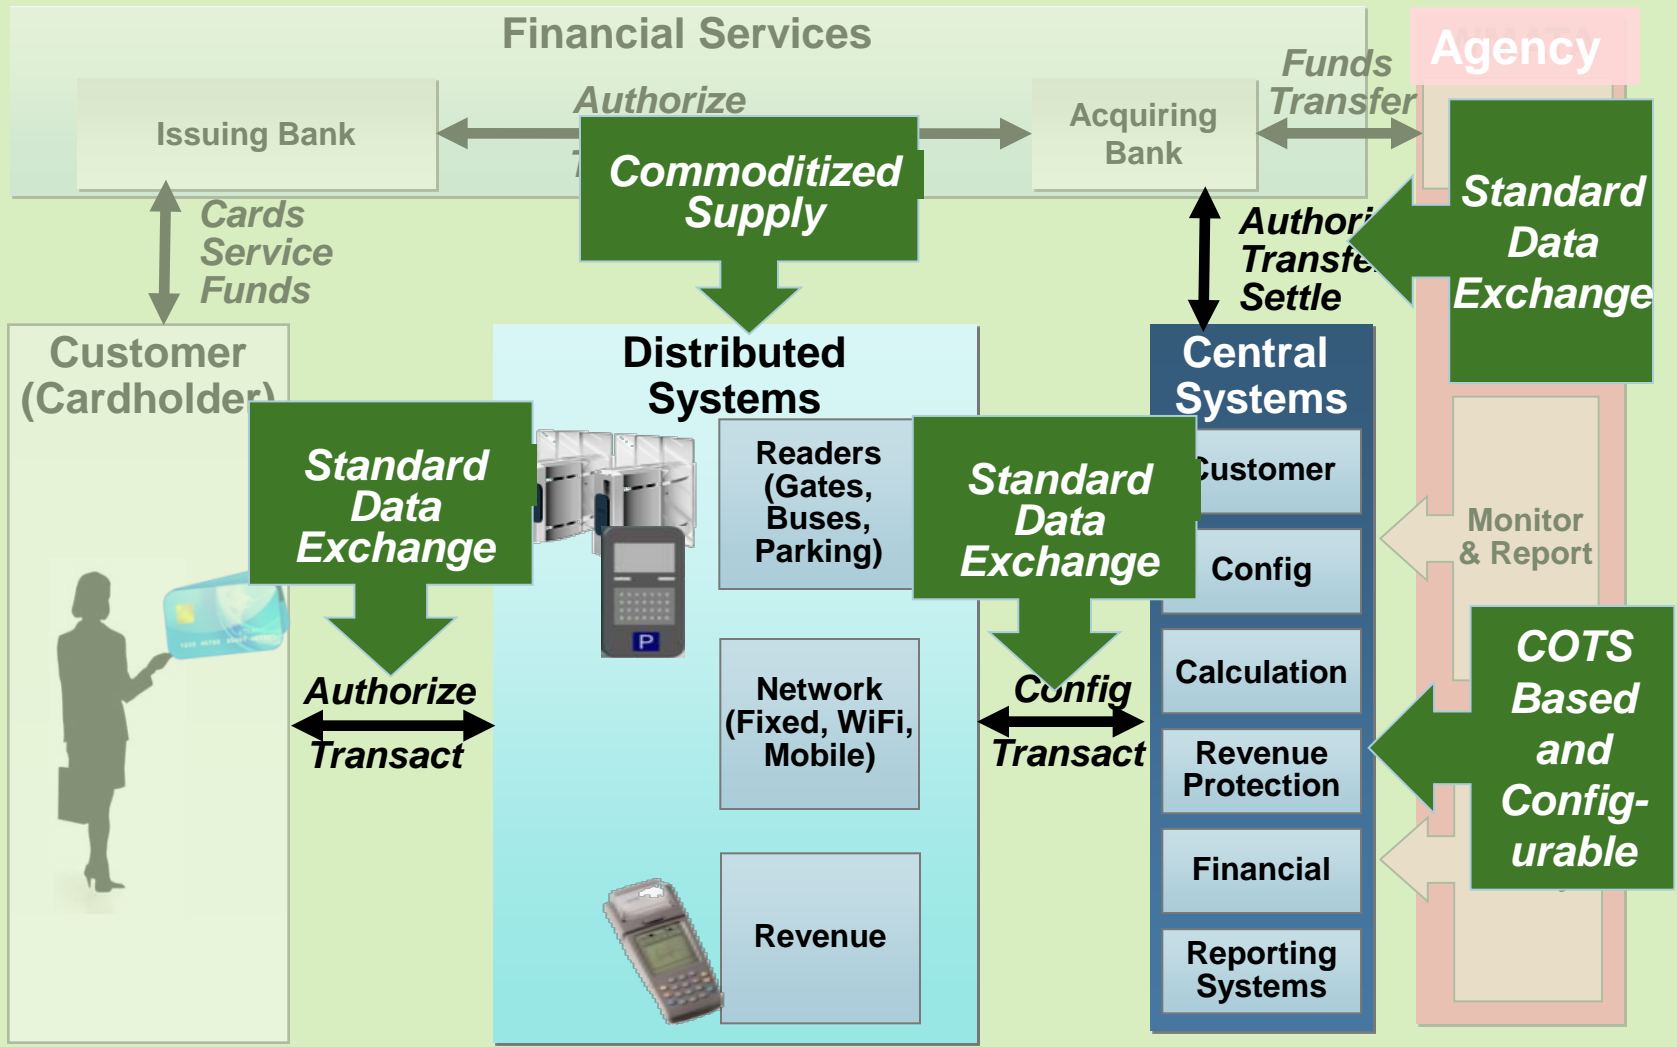 Financial Services
Agency
Issuing Bank
Authorize
Acquiring
Bank
Funds
Transfer
Commoditized
Supply
Cards
Service
Funds
Settle
Standard
Data
Exchange
Customer
(Cardholder)
Distributed
Systems
Central
Systems
Standard
Data
Exchange
Readers
(Gates,
Buses,
Parking)
P
Standard
Data
Exchange
Customer
Config
Monitor
& Report
Authorize
Transact
Network
(Fixed, WiFi,
Mobile)
Config
Transact
Calculation
Revenue
Protection
COTS
Based
and
Config-
urable
Financial
Revenue
Reporting
Systems